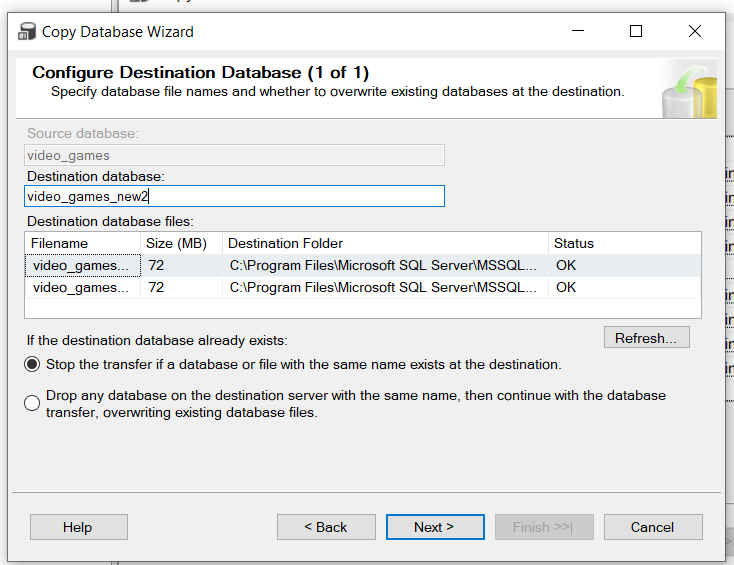 Copy Database Wizard
Configure Destination Database (1 of 1)
Specify database file names and whether to overwrite existing databases at the destination.
Source database:
video_games
Destination database:
video_games_new2
Destination database files:
Filename Size (MB) Destination Folder Status
video_games... 72 C:\Program Files\Microsoft SQL Server\MSSQL... OK
video_games... 72 C:\Program Files\Microsoft SQL Server\MSSQL... OK
If the destination database already exists:
Refresh...
Stop the transfer if a database or file with the same name exists at the destination.
Drop any database on the destination server with the same name, then continue with the database
transfer, overwriting existing database files.
Help < Back Next > Finish >>| Cancel